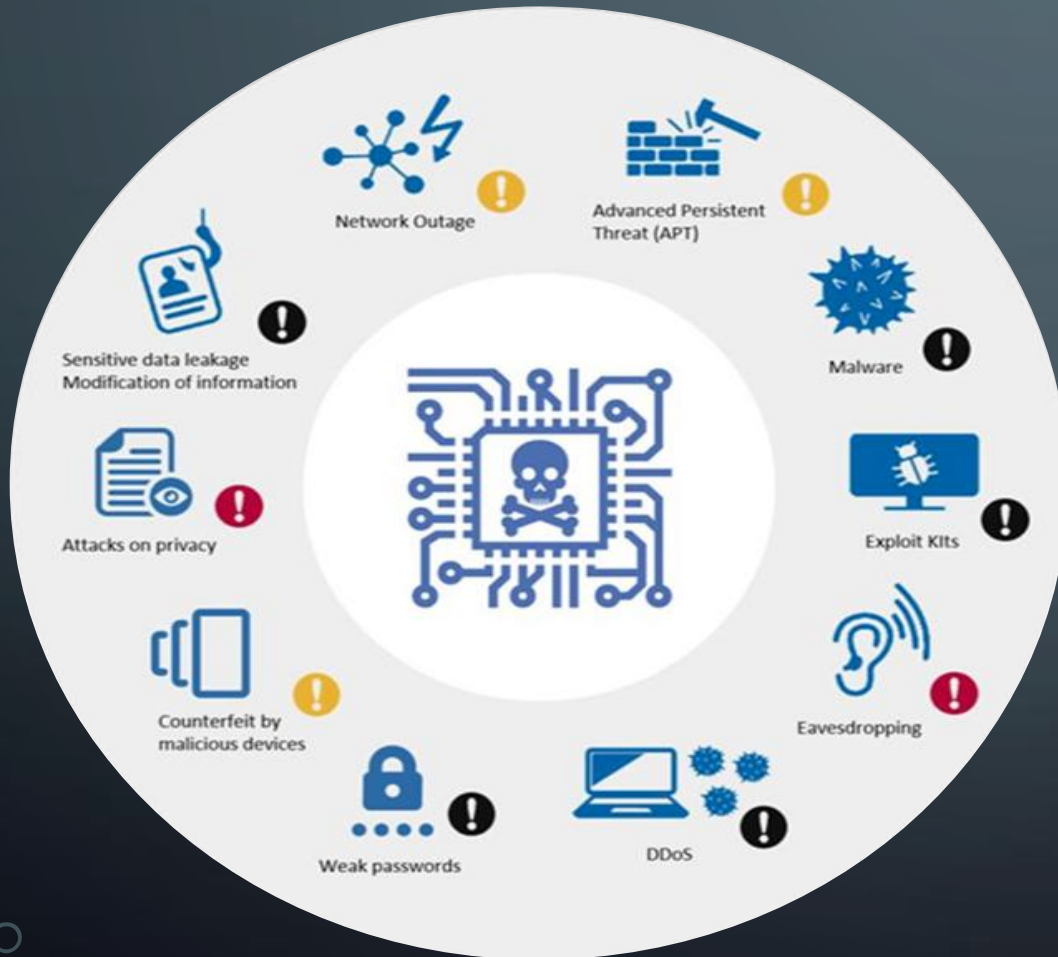 Network Outage
Advanced Persistent
Threat (APT)
Malware
Exploit KIts
Eavesdropping
DDoS
Weak passwords
Counterfeit by
malicious devices
Attacks on privacy
Sensitive data leakage
Modification of information